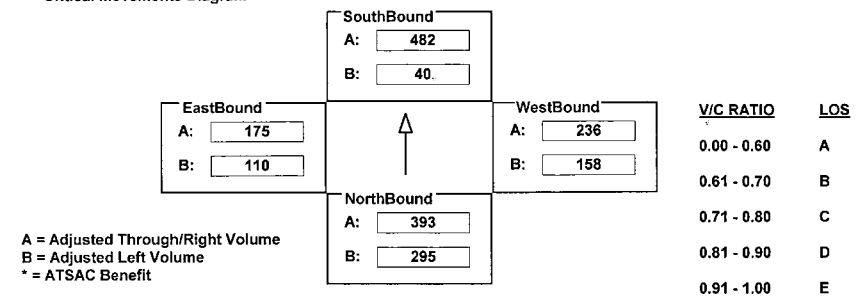 SouthBound
A: 482
B: 40
EastBound
A: 175
B: 110
WestBound
A: 236
B: 158
NorthBound
A: 393
B: 295
A = Adjusted Through/Right Volume
B = Adjusted Left Volume
* = ATSAC Benefit
V/C RATIO LOS
0.00 - 0.60 A
0.61 - 0.70 B
0.71 - 0.80 C
0.81 - 0.90 D
0.91 - 1.00 E